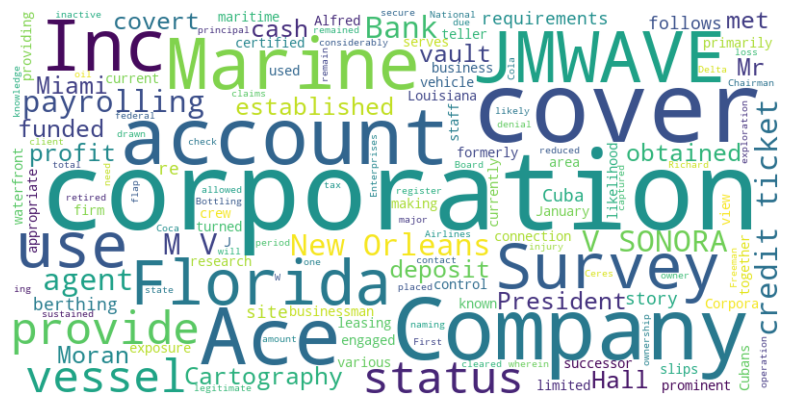 inactive
providing
covert
maritime
Alfred
cash
Bank
secure
National
due
requirements
follows
met
Inc
Marine
JMWAVE
principal
remained
considerably
teller
certified
serves
primarily
Mr
knowledge
oil
current
used
remain
vault
business
vehicle
Louisiana
Cola
Delta
Chairman
loss
Miami
payrolling
claims
established
staff
formerly
cover
funded
federal
check
drawn
likely
denial
reduced
Richard
exploration
account
profit
client
total
re
Board
need
area
obtained
waterfront
appropriate
firm
retired
flap
allowed
Bottling
tax
Enterprises
register
making
currently
major
Cuba
January
likelihood
captured
corporation
crew
turned
Coca
period
Airlines
connection
view
use
M V
J
will
one
New Orleans
contact
injury
V SONORA
together
credit ticket
research
W
state
deposit
placed
known
Survey
Ceres
owner
Freeman
agent
Florida
site
businessman
control
naming
President
story
Corpora
ing
berthing
exposure
amount
leasing
engaged
First
ownership
cleared
wherein
operation
provide
Ace
Company
sustained
Moran
various
slips
successor
prominent
Cubans
vessel
Cartography
legitimate
status
limited
Hall